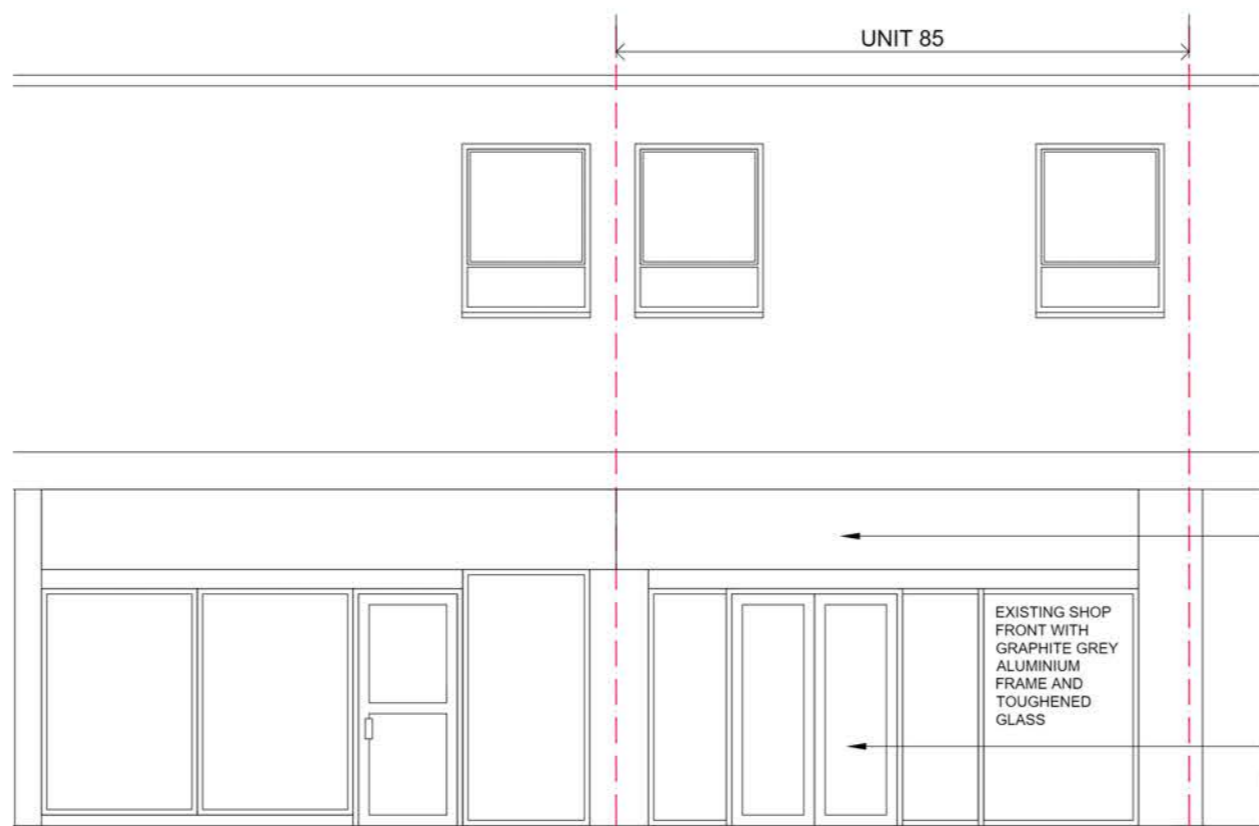 UNIT 85
EXISTING SHOP
FRONT WITH
GRAPHITE GREY
ALUMINIUM
FRAME AND
TOUGHENED
GLASS